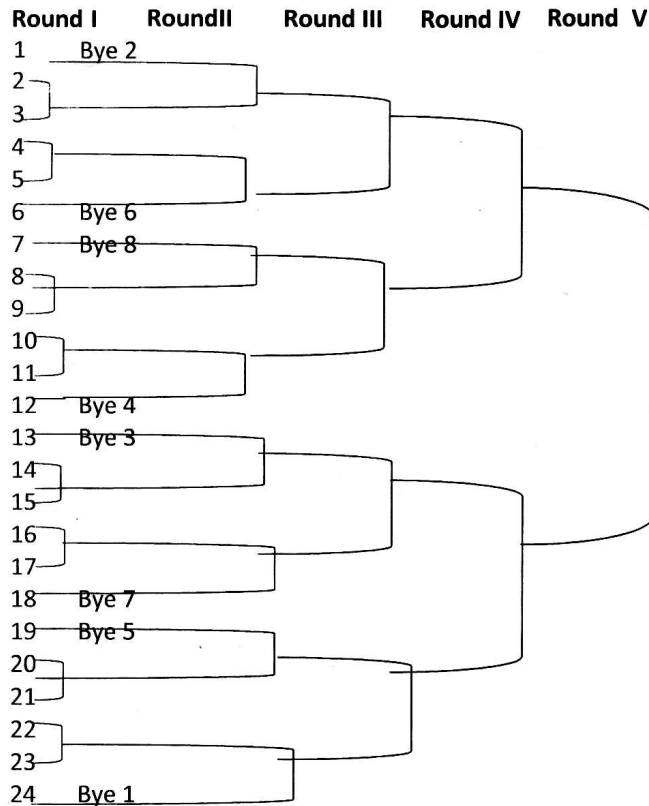 Round I RoundII Round III Round IV Round V
1 Bye 2
2
3
4
5
6 Bye 6
7 Bye 8
8
9
10
11
12 Bye 4
13 Bye 3
14
15
16
17
18 Bye 7
19 Bye 5
20
21
22
23
24 Bye 1